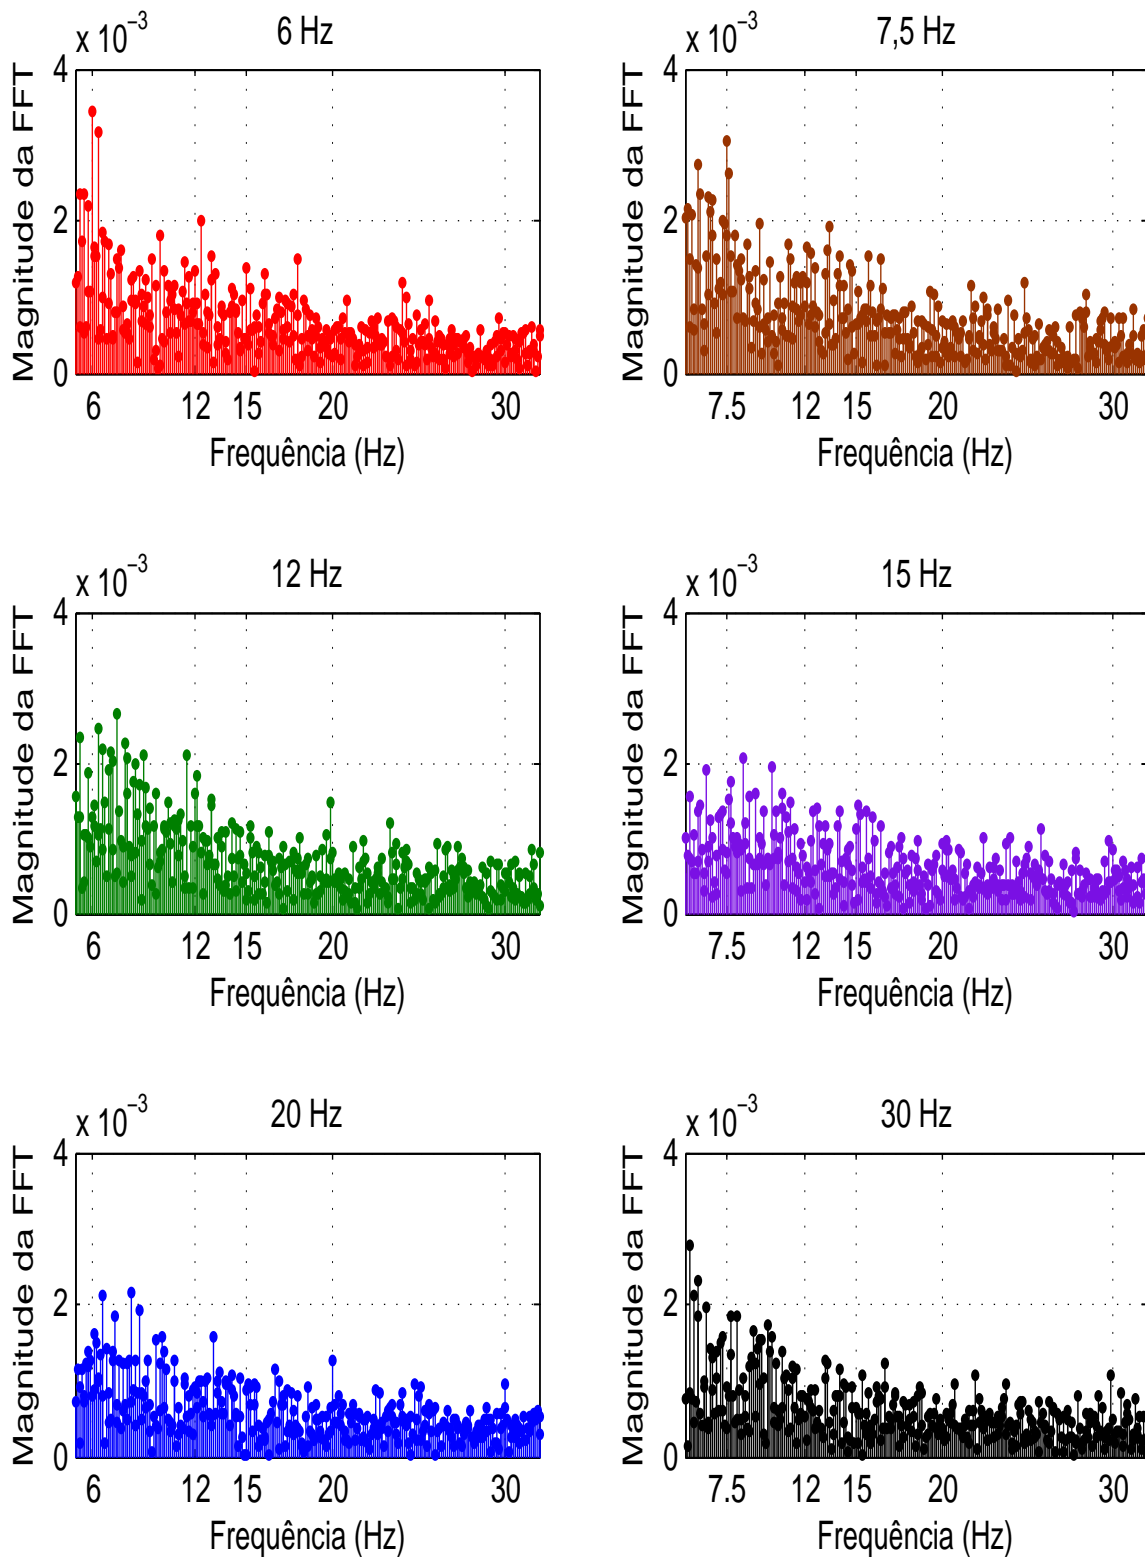 x 10⁻³ 6 Hz
Magnitude da FFT
4
2
0
6 12 15 20 30
Frequência (Hz)
x 10⁻³ 7,5 Hz
Magnitude da FFT
4
2
0
7.5 12 15 20 30
Frequência (Hz)
x 10⁻³ 12 Hz
Magnitude da FFT
4
2
0
6 12 15 20 30
Frequência (Hz)
x 10⁻³ 15 Hz
Magnitude da FFT
4
2
0
7.5 12 15 20 30
Frequência (Hz)
x 10⁻³ 20 Hz
Magnitude da FFT
4
2
0
6 12 15 20 30
Frequência (Hz)
x 10⁻³ 30 Hz
Magnitude da FFT
4
2
0
7.5 12 15 20 30
Frequência (Hz)